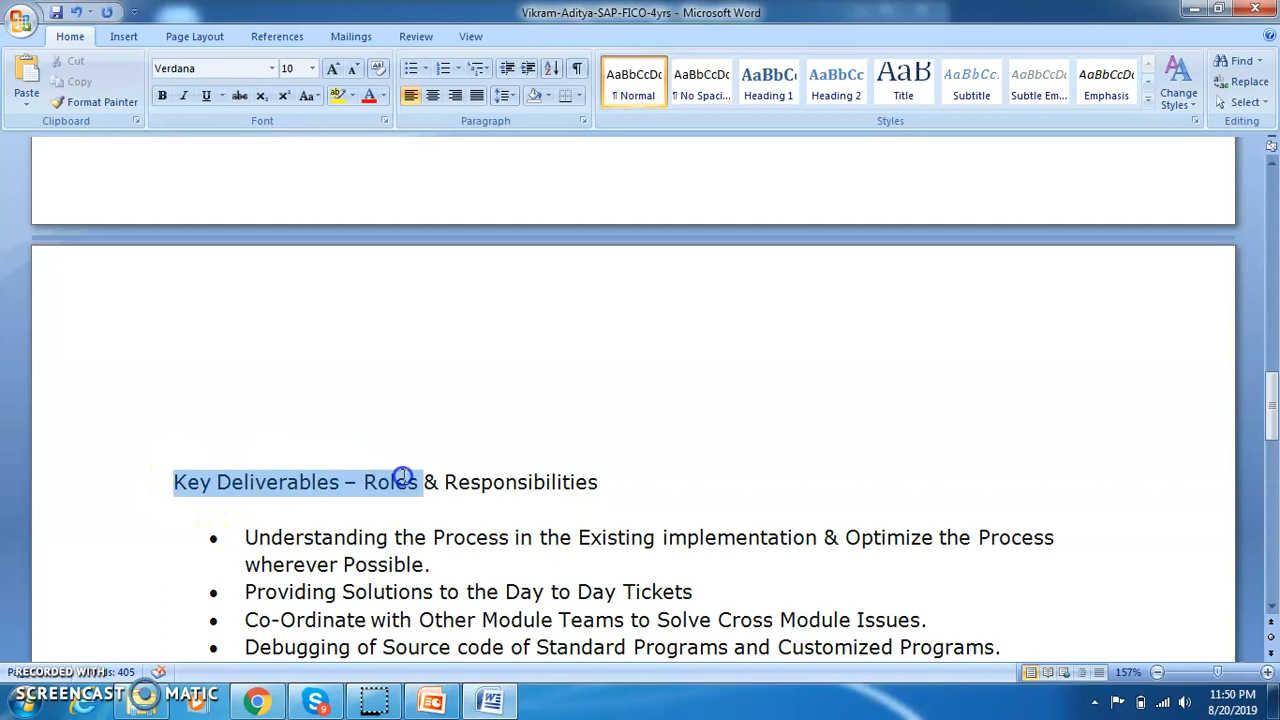 Vikram-Aditya-SAP-FICO-4yrs - Microsoft Word
Home Insert Page Layout References Mailings Review View
Cut
Copy
Format Painter
Paste
Clipboard
Verdana 10
Font
Paragraph
AaBbCcDc AaBbCcDc AaBbC AaBbCc AaB AaBbCc. AaBbCcDc AaBbCcDc
¶ Normal ¶ No Spaci... Heading 1 Heading 2 Title Subtitle Subtle Em... Emphasis
Styles
Change Styles
Find
Replace
Select
Editing
Key Deliverables – Roles & Responsibilities
• Understanding the Process in the Existing implementation & Optimize the Process
wherever Possible.
• Providing Solutions to the Day to Day Tickets
• Co-Ordinate with Other Module Teams to Solve Cross Module Issues.
• Debugging of Source code of Standard Programs and Customized Programs.
405
157%
RECORDED WITH
SCREENCAST MATIC
11:50 PM
8/20/2019